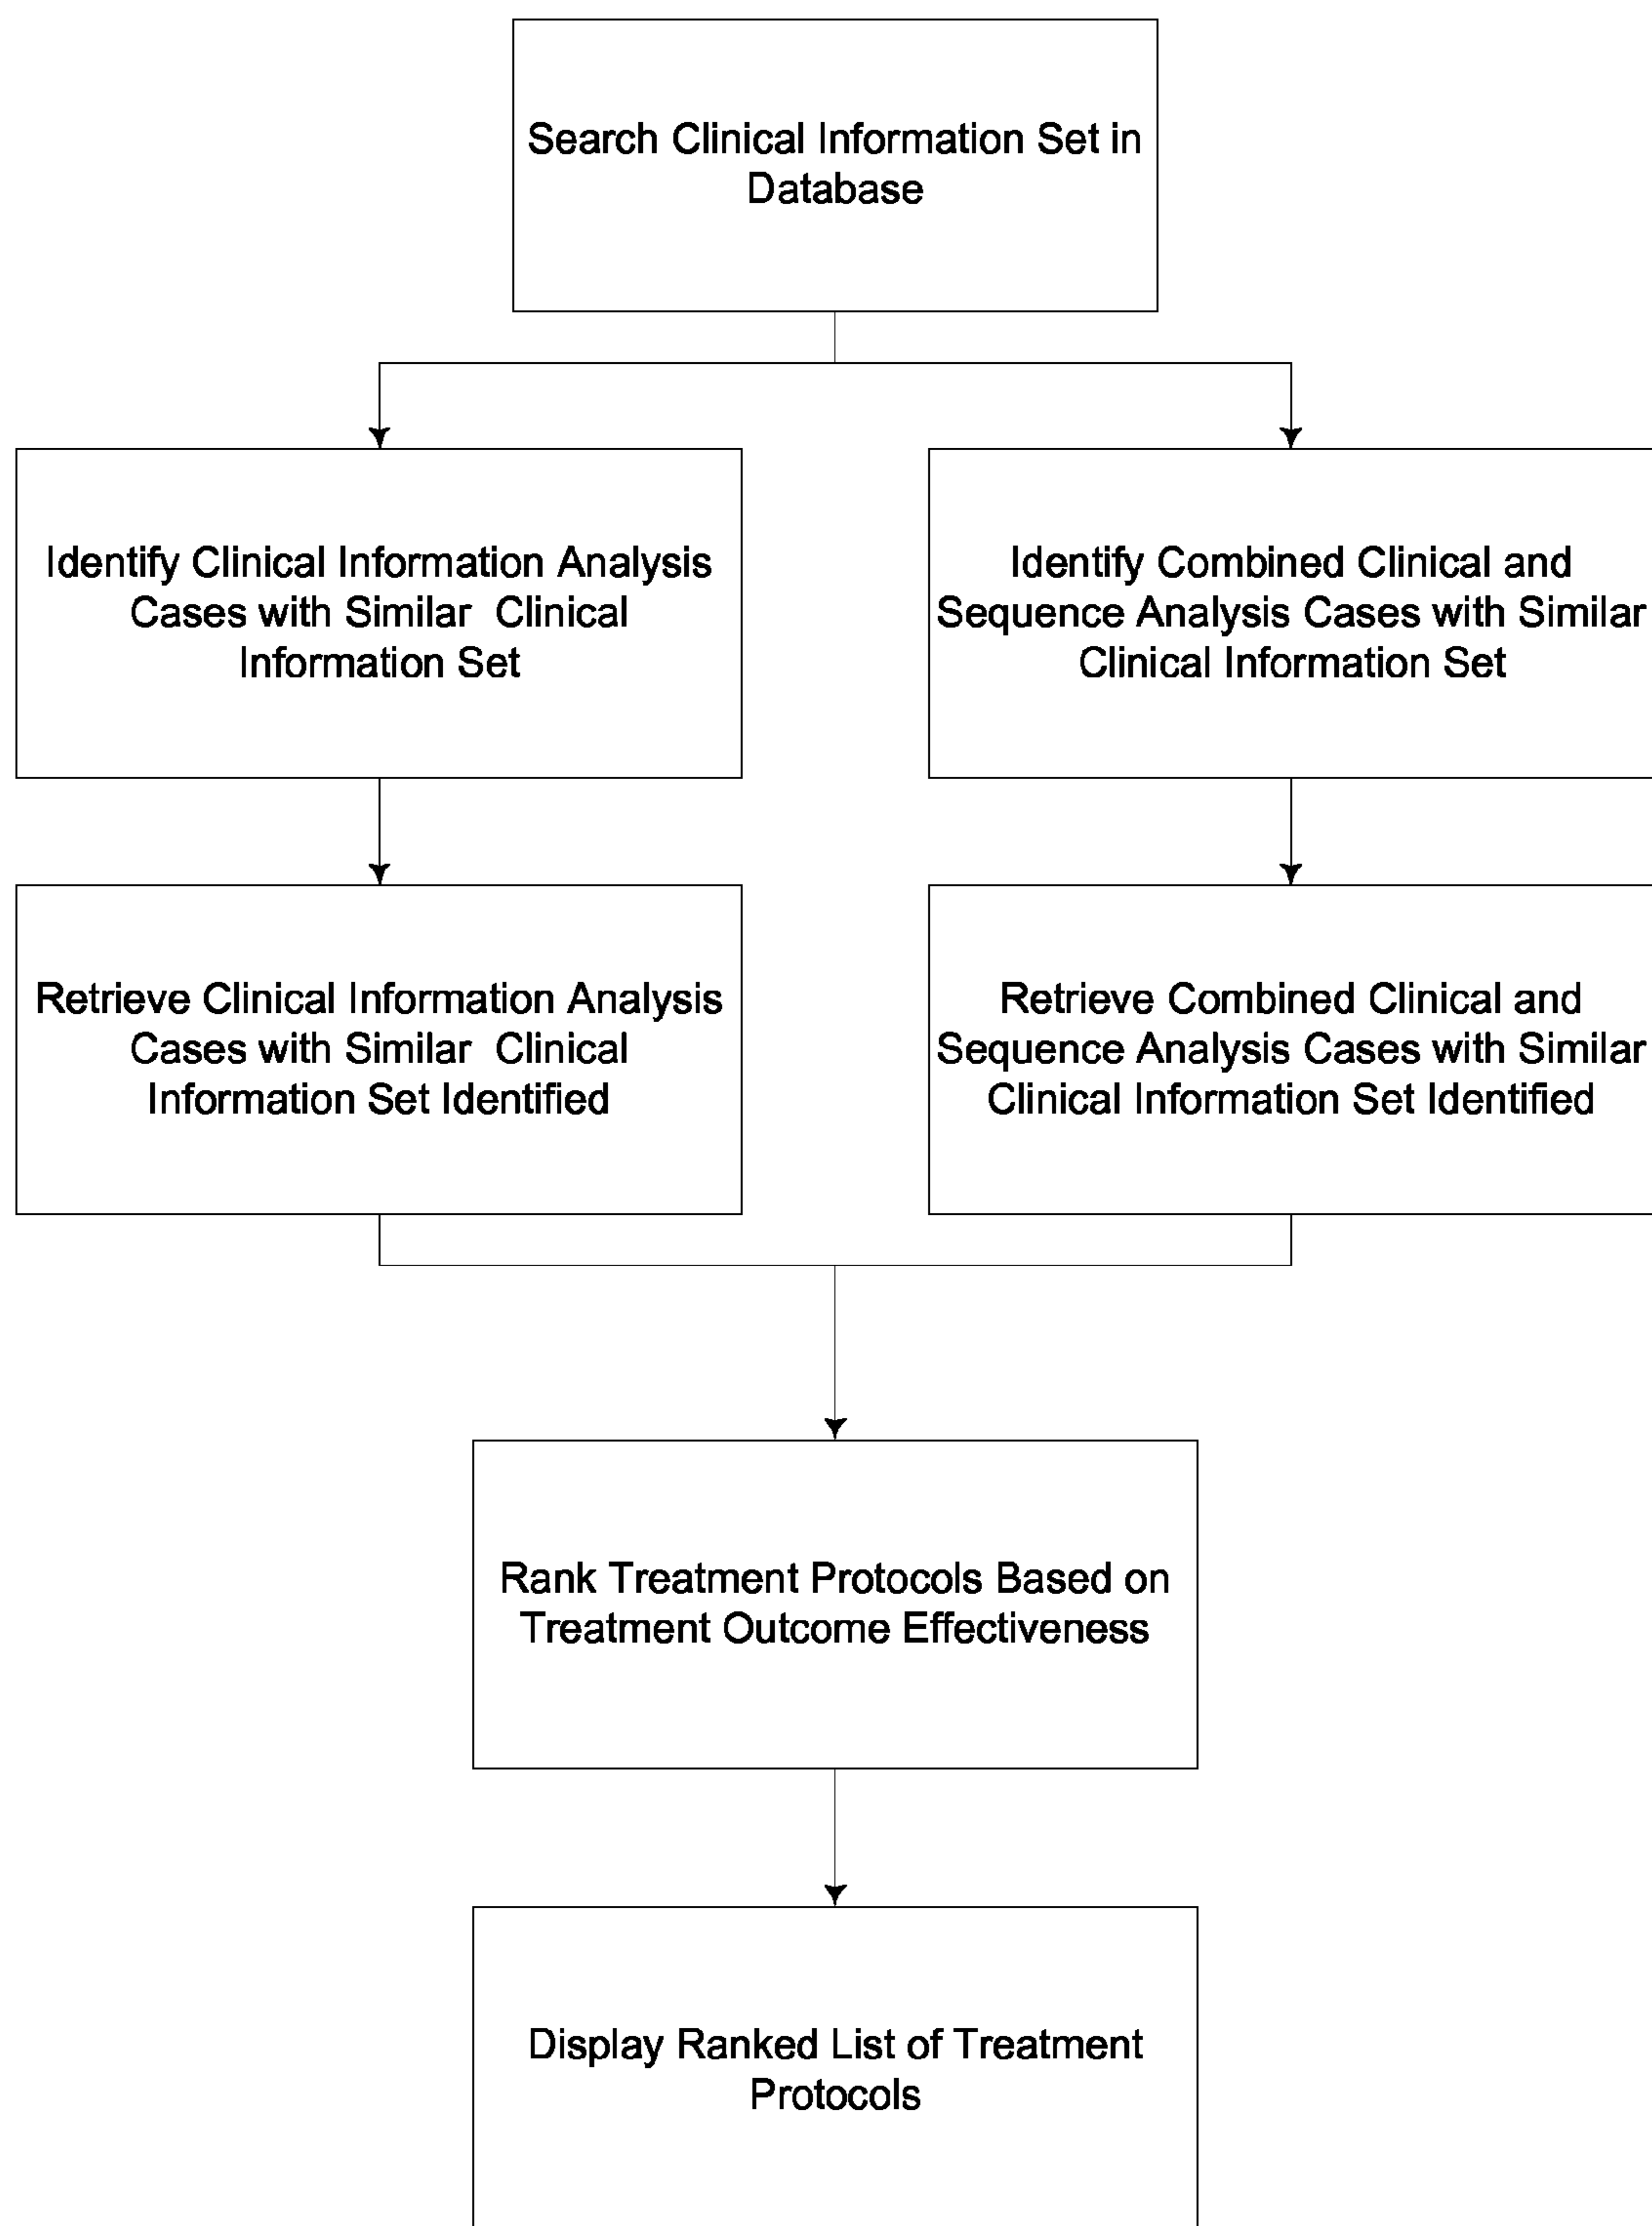 Search Clinical Information Set in
Database
Identify Clinical Information Analysis
Cases with Similar  Clinical
Information Set
Identify Combined Clinical and
Sequence Analysis Cases with Similar
Clinical Information Set
Retrieve Clinical Information Analysis
Cases with Similar  Clinical
Information Set Identified
Retrieve Combined Clinical and
Sequence Analysis Cases with Similar
Clinical Information Set Identified
Rank Treatment Protocols Based on
Treatment Outcome Effectiveness
Display Ranked List of Treatment
Protocols